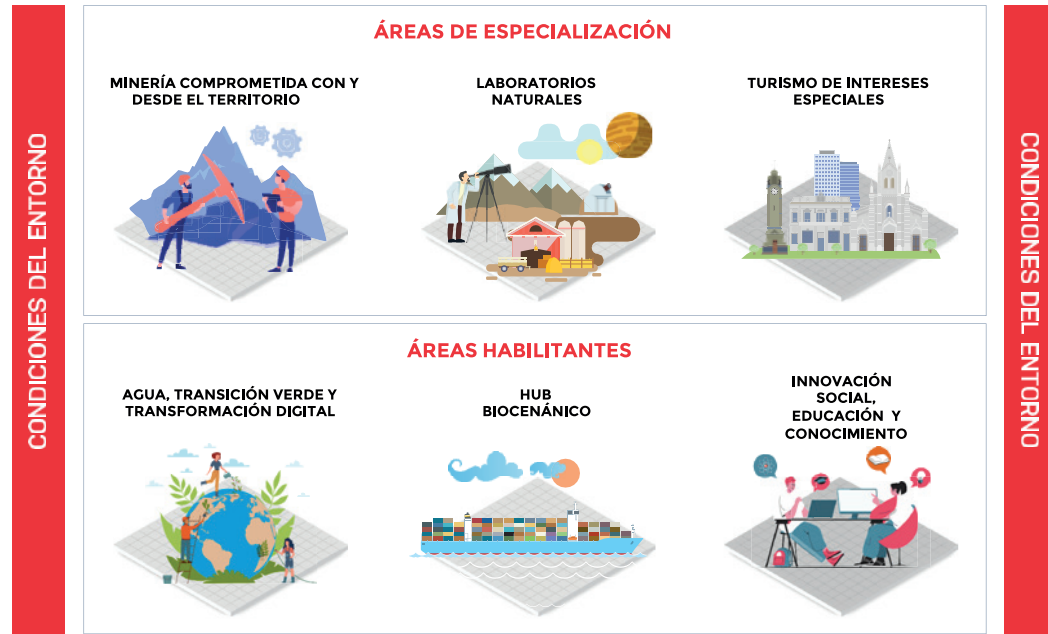 CONDICIONES DEL ENTORNO
ÁREAS DE ESPECIALIZACIÓN
MINERÍA COMPROMETIDA CON Y
DESDE EL TERRITORIO
LABORATORIOS
NATURALES
TURISMO DE INTERESES
ESPECIALES
ÁREAS HABILITANTES
AGUA, TRANSICIÓN VERDE Y
TRANSFORMACIÓN DIGITAL
HUB
BIOCENÁNICO
INNOVACIÓN
SOCIAL,
EDUCACIÓN Y
CONOCIMIENTO
CONDICIONES DEL ENTORNO